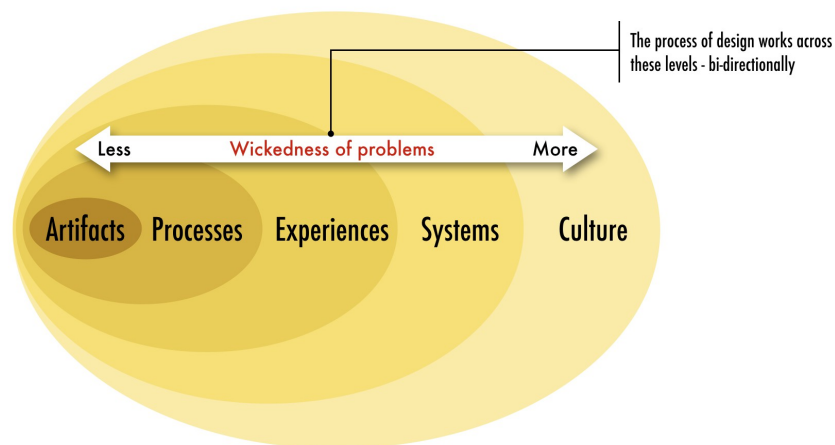 The process of design works across
these levels - bi-directionally
Less Wickedness of problems More
Artifacts Processes Experiences Systems Culture